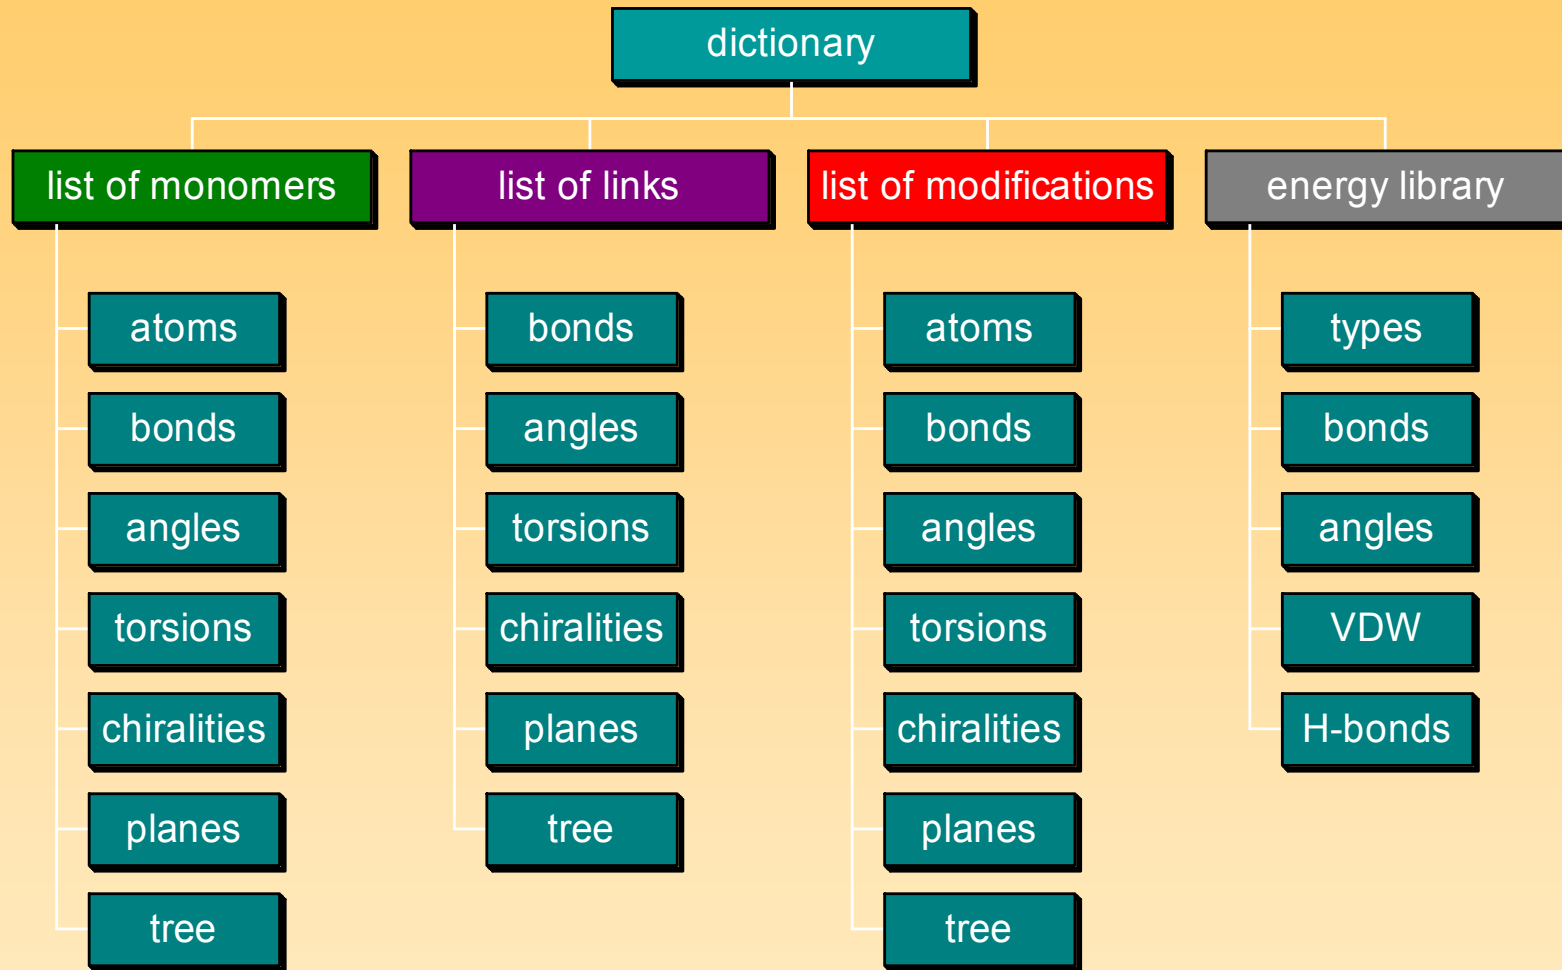 dictionary
list of monomers
atoms
bonds
angles
torsions
chiralities
planes
tree
list of links
bonds
angles
torsions
chiralities
planes
tree
list of modifications
atoms
bonds
angles
torsions
chiralities
planes
tree
energy library
types
bonds
angles
VDW
H-bonds